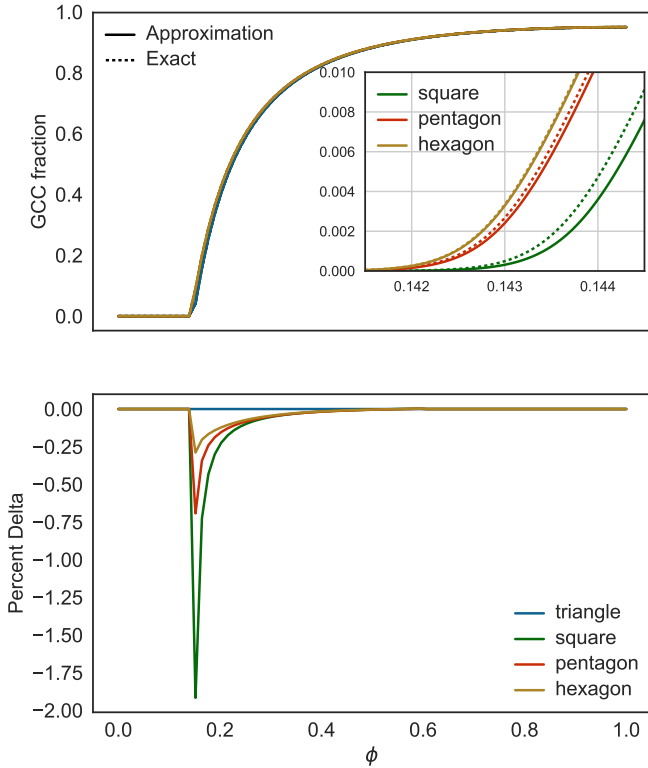 1.0
0.8
0.6
0.4
0.2
0.0
GCC fraction
Approximation
Exact
0.010
0.008
0.006
0.004
0.002
0.000
square
pentagon
hexagon
0.142
0.143
0.144
0.00
−0.25
−0.50
−0.75
−1.00
−1.25
−1.50
−1.75
−2.00
Percent Delta
triangle
square
pentagon
hexagon
0.0
0.2
0.4
0.6
0.8
1.0
ϕ